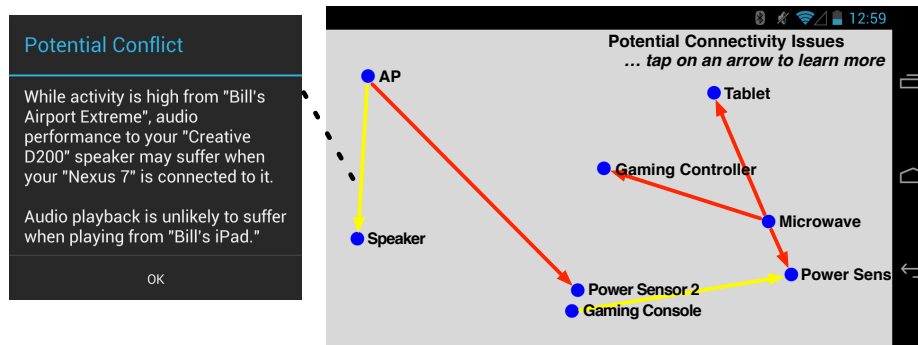 Potential Conflict
While activity is high from "Bill's
Airport Extreme", audio
performance to your "Creative
D200" speaker may suffer when
your "Nexus 7" is connected to it.
Audio playback is unlikely to suffer
when playing from "Bill's iPad."
OK
12:59
Potential Connectivity Issues
... tap on an arrow to learn more
AP
Tablet
Gaming Controller
Microwave
Speaker
Power Sens
Power Sensor 2
Gaming Console